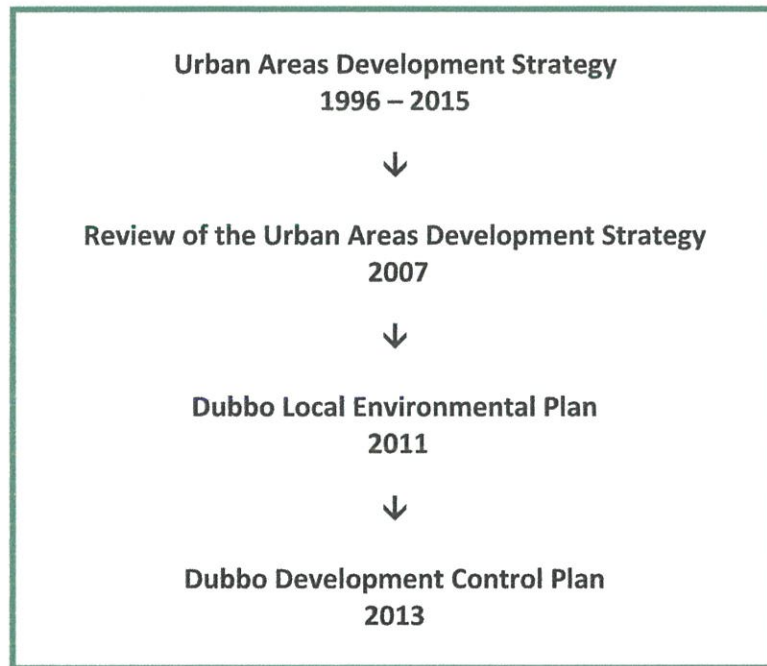 Urban Areas Development Strategy
1996 – 2015
↓
Review of the Urban Areas Development Strategy
2007
↓
Dubbo Local Environmental Plan
2011
↓
Dubbo Development Control Plan
2013